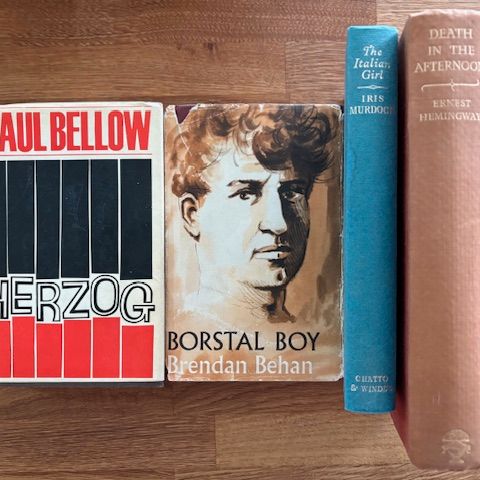 AUL BELLOW
HERZOG
BORSTAL BOY
Brendan Behan
The
Italian
Girl
IRIS
MURDOCH
CHATTO
& WINDUS
DEATH
IN THE
AFTERNOON
ERNEST
HEMINGWAY